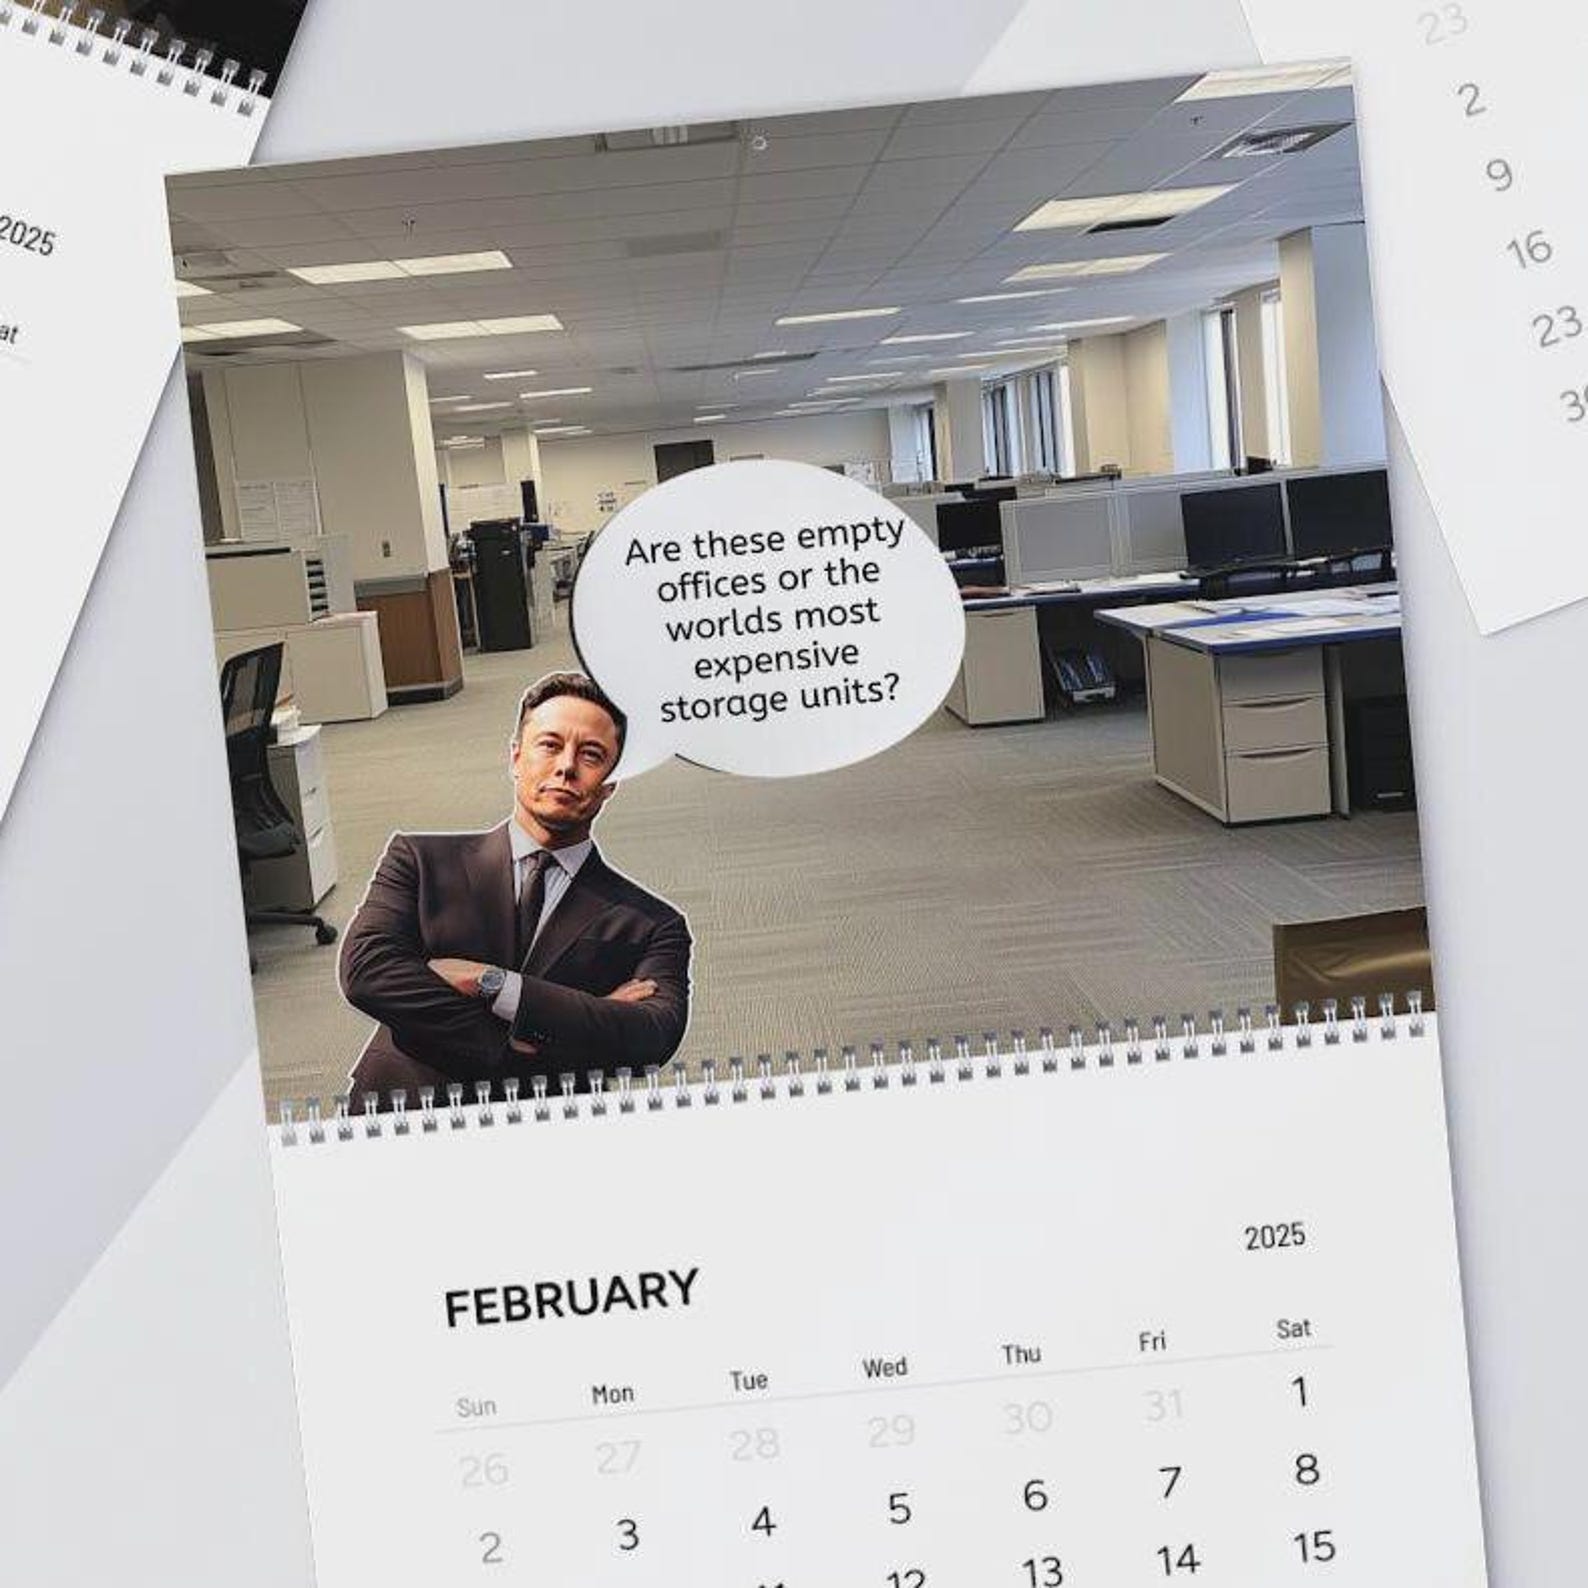 2025
at
23
2
9
16
23
Are these empty
offices or the
worlds most
expensive
storage units?
2025
FEBRUARY
Sun Mon Tue Wed Thu Fri Sat
26 27 28 29 30 31 1
2 3 4 5 6 7 8
12 13 14 15